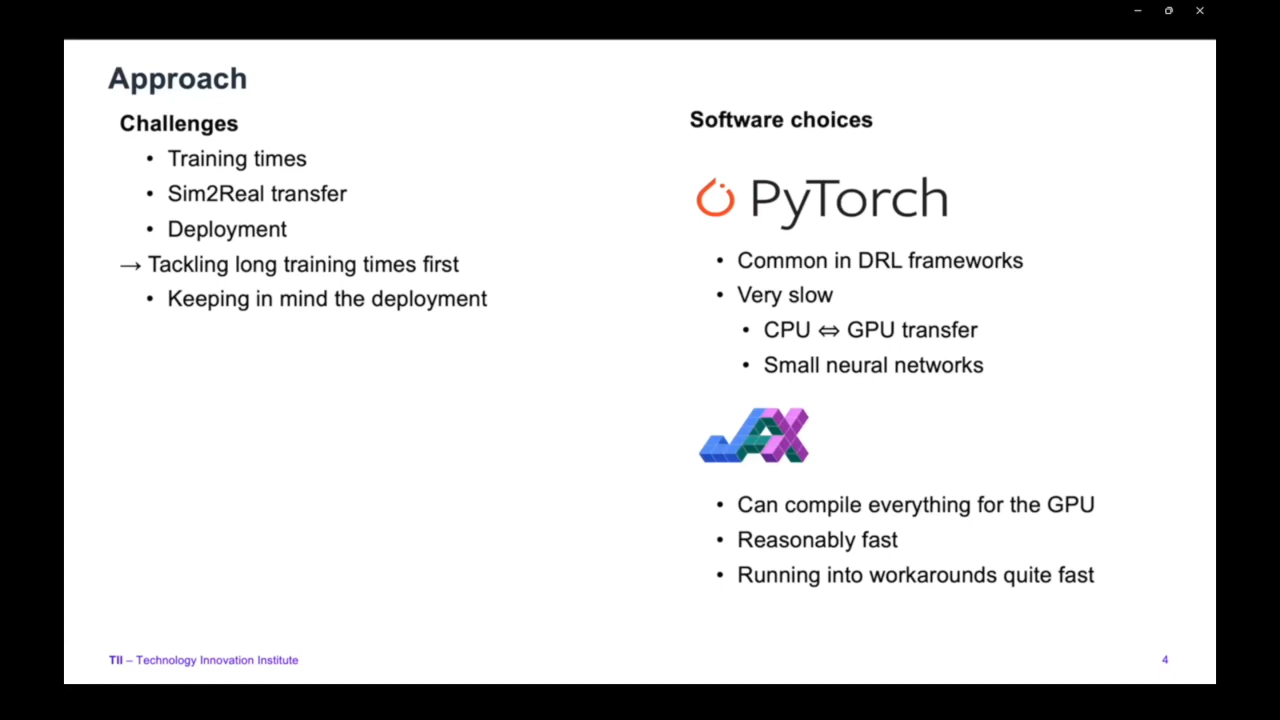 Approach
Challenges
• Training times
• Sim2Real transfer
• Deployment
→ Tackling long training times first
• Keeping in mind the deployment
Software choices
PyTorch
• Common in DRL frameworks
• Very slow
• CPU ⇔ GPU transfer
• Small neural networks
JAX
• Can compile everything for the GPU
• Reasonably fast
• Running into workarounds quite fast
TII – Technology Innovation Institute
4